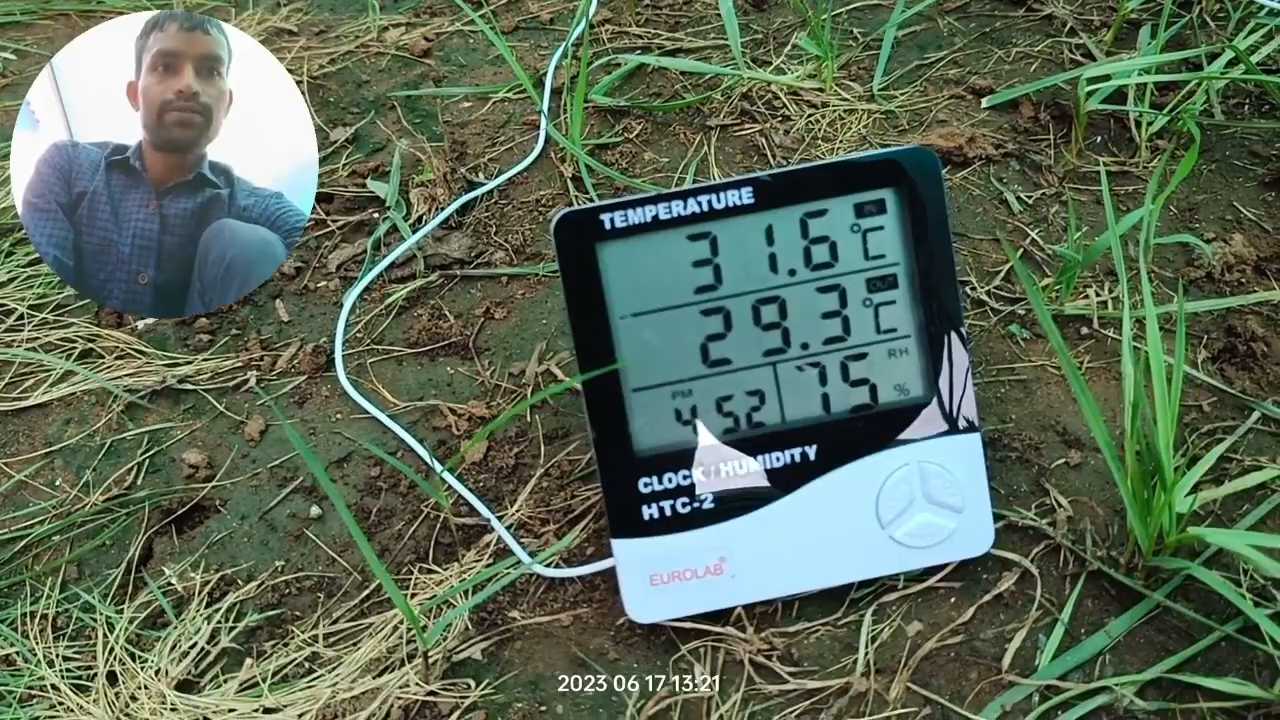 TEMPERATURE
31.6 °C IN
29.3 °C OUT
PM 4:52 75 RH %
CLOCK / HUMIDITY
HTC-2
EUROLAB®
2023 06 17 13:21